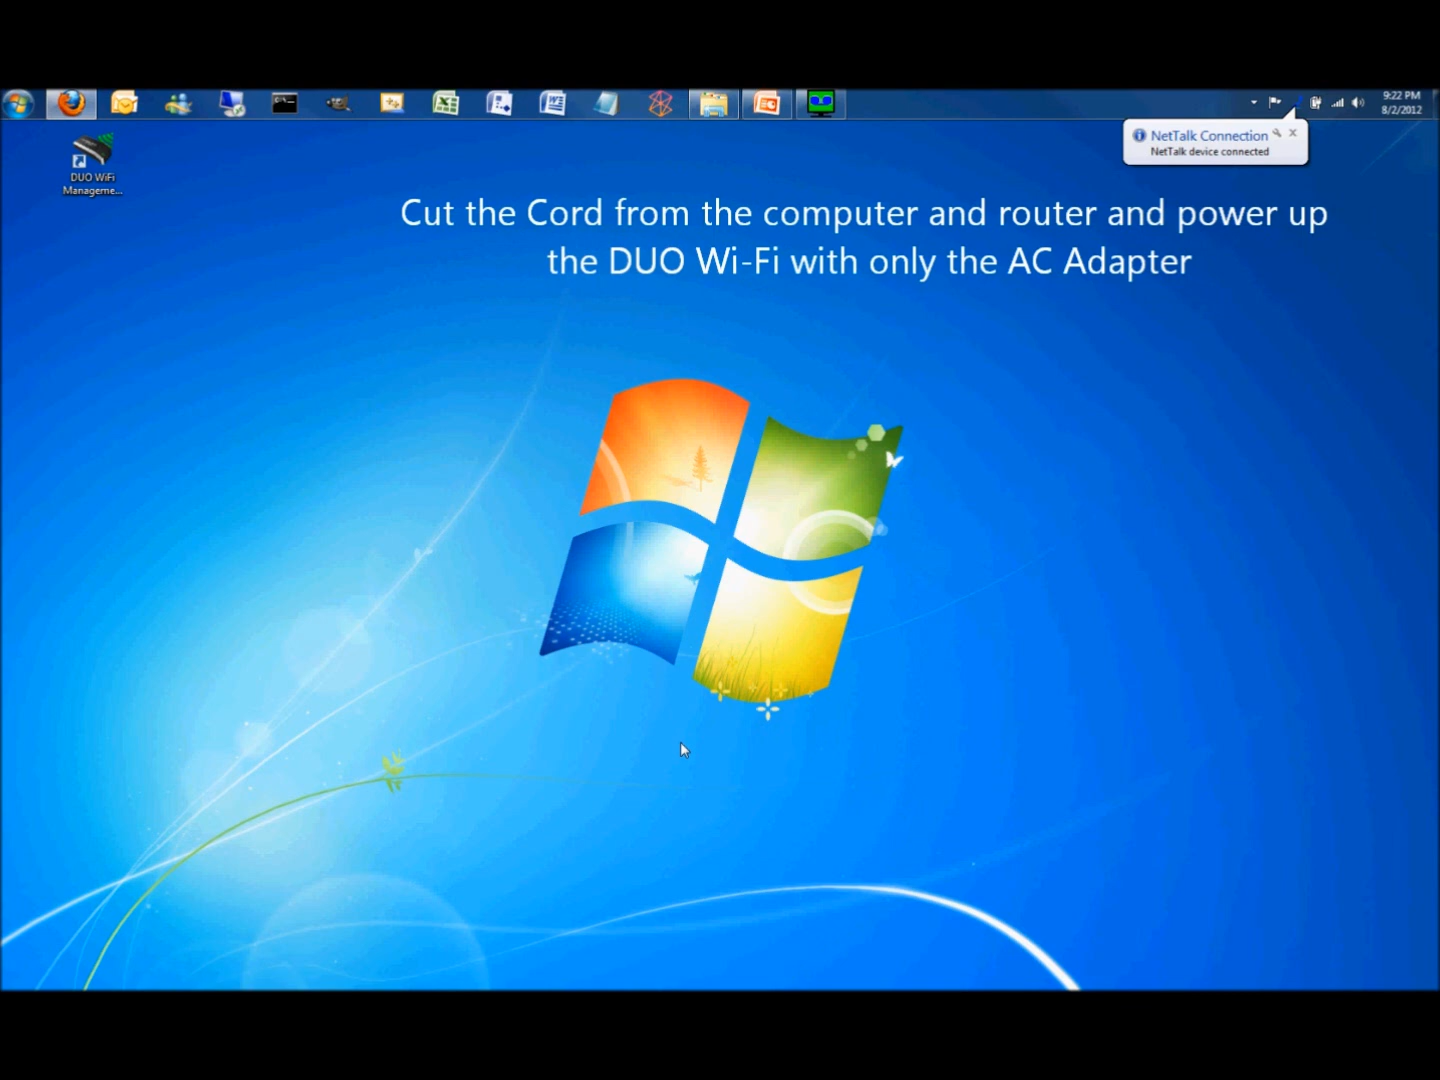 9:22 PM
8/2/2012
NetTalk Connection
NetTalk device connected
DUO WiFi
Manageme...
Cut the Cord from the computer and router and power up
the DUO Wi-Fi with only the AC Adapter